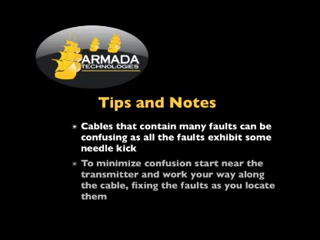 ARMADA
TECHNOLOGIES
Tips and Notes
Cables that contain many faults can be
confusing as all the faults exhibit some
needle kick
To minimize confusion start near the
transmitter and work your way along
the cable, fixing the faults as you locate
them